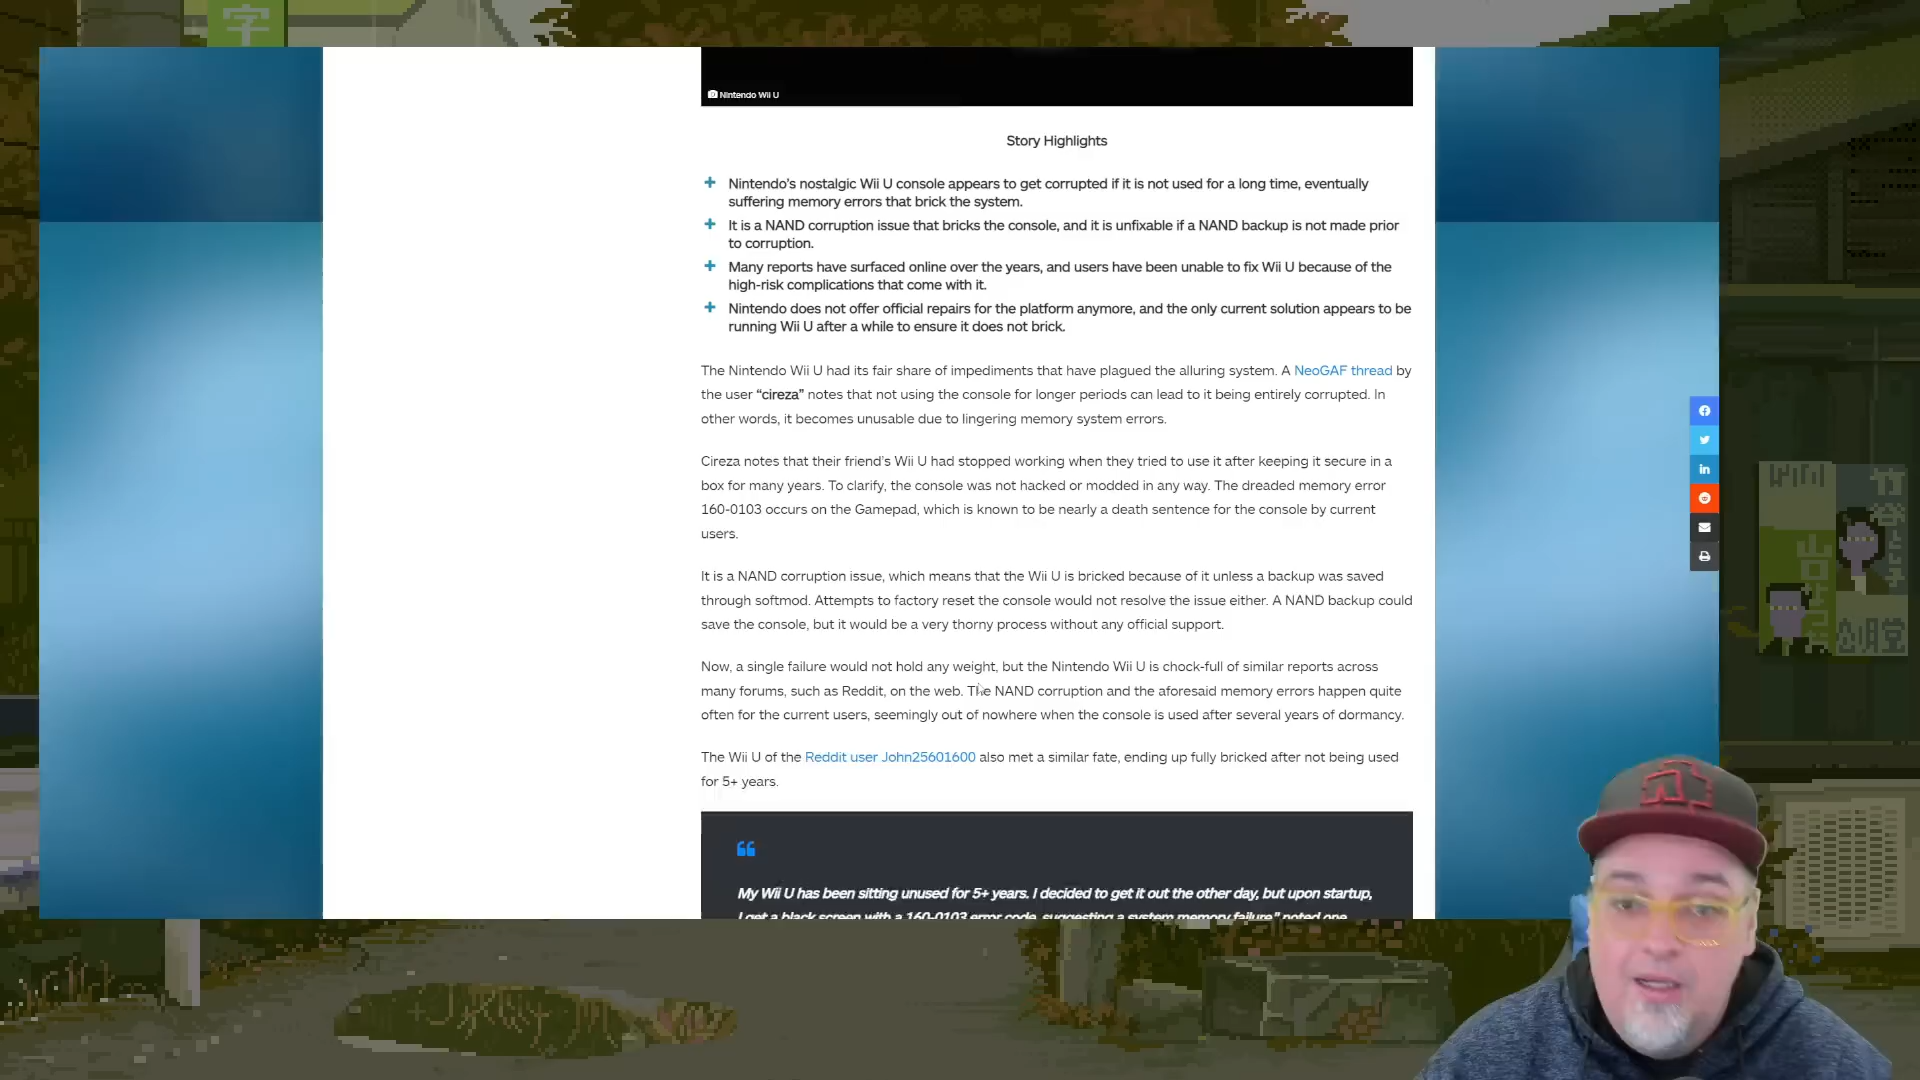 字
Nintendo Wii U
Story Highlights
Nintendo's nostalgic Wii U console appears to get corrupted if it is not used for a long time, eventually
suffering memory errors that brick the system.
It is a NAND corruption issue that bricks the console, and it is unfixable if a NAND backup is not made prior
to corruption.
Many reports have surfaced online over the years, and users have been unable to fix Wii U because of the
high-risk complications that come with it.
Nintendo does not offer official repairs for the platform anymore, and the only current solution appears to be
running Wii U after a while to ensure it does not brick.
The Nintendo Wii U had its fair share of impediments that have plagued the alluring system. A NeoGAF thread by
the user “cireza” notes that not using the console for longer periods can lead to it being entirely corrupted. In
other words, it becomes unusable due to lingering memory system errors.
Cireza notes that their friend's Wii U had stopped working when they tried to use it after keeping it secure in a
box for many years. To clarify, the console was not hacked or modded in any way. The dreaded memory error
160-0103 occurs on the Gamepad, which is known to be nearly a death sentence for the console by current
users.
It is a NAND corruption issue, which means that the Wii U is bricked because of it unless a backup was saved
through softmod. Attempts to factory reset the console would not resolve the issue either. A NAND backup could
save the console, but it would be a very thorny process without any official support.
Now, a single failure would not hold any weight, but the Nintendo Wii U is chock-full of similar reports across
many forums, such as Reddit, on the web. The NAND corruption and the aforesaid memory errors happen quite
often for the current users, seemingly out of nowhere when the console is used after several years of dormancy.
The Wii U of the Reddit user John25601600 also met a similar fate, ending up fully bricked after not being used
for 5+ years.
My Wii U has been sitting unused for 5+ years. I decided to get it out the other day, but upon startup,
I get a black screen with a 160-0103 error code, suggesting a system memory failure,” noted one